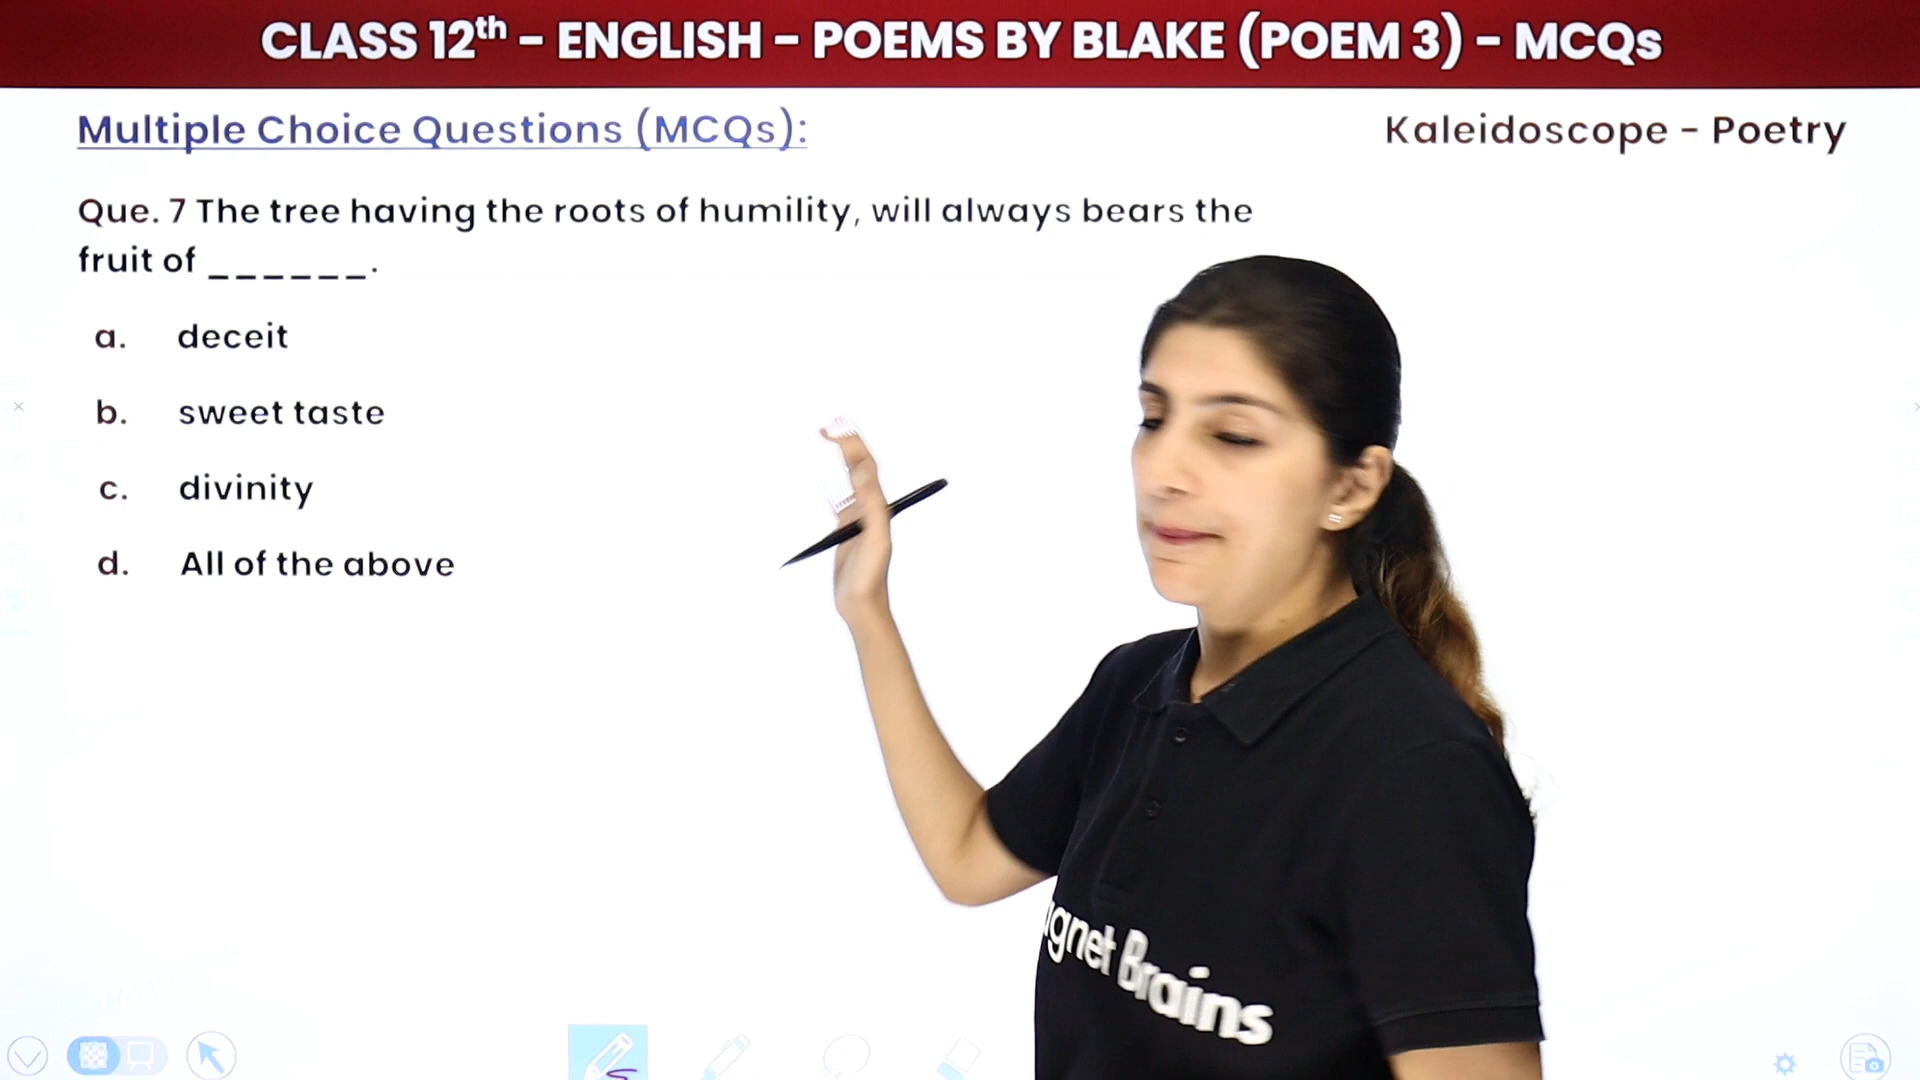 CLASS 12th - ENGLISH - POEMS BY BLAKE (POEM 3) - MCQs
Multiple Choice Questions (MCQs):
Kaleidoscope - Poetry
Que. 7 The tree having the roots of humility, will always bears the
fruit of ______.
a. deceit
b. sweet taste
c. divinity
d. All of the above
gnet Brains